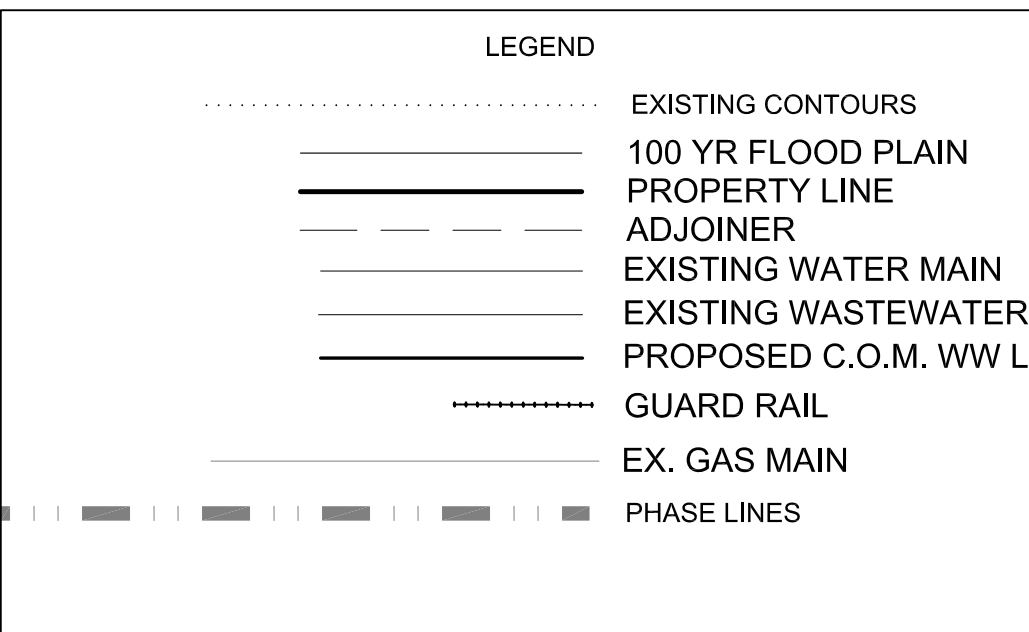 LEGEND
EXISTING CONTOURS
100 YR FLOOD PLAIN
PROPERTY LINE
ADJOINER
EXISTING WATER MAIN
EXISTING WASTEWATER
PROPOSED C.O.M. WW L
GUARD RAIL
EX. GAS MAIN
PHASE LINES